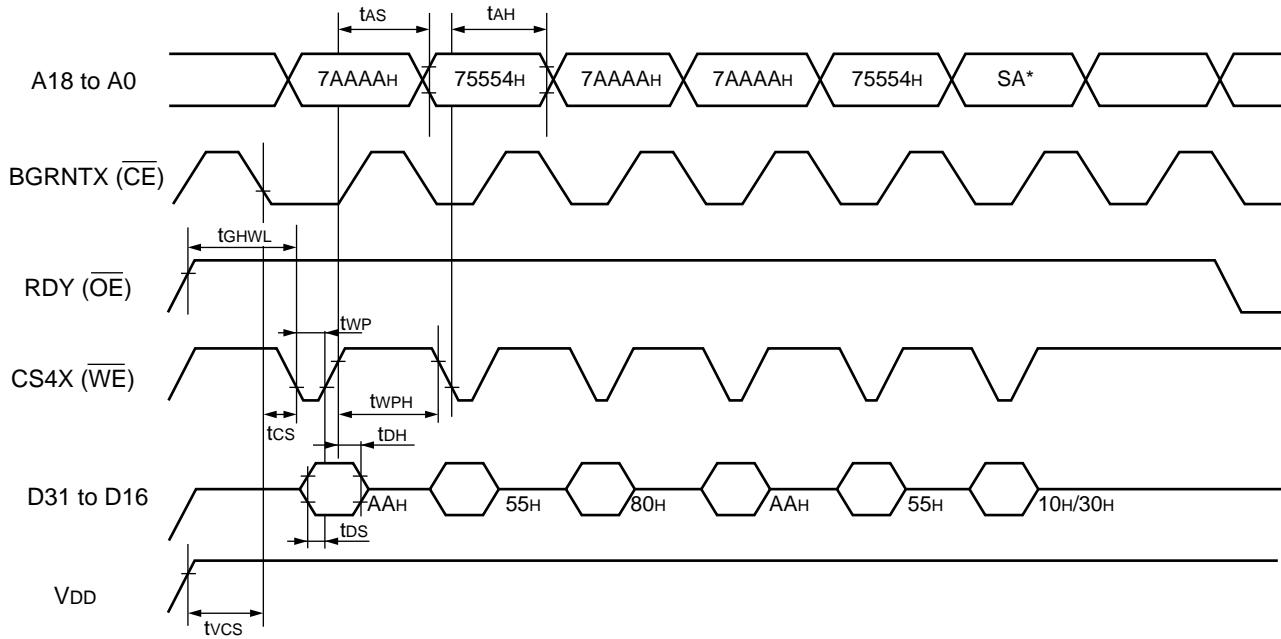 tAS tAH
A18 to A0 7AAAAH 75554H 7AAAAH 7AAAAH 75554H SA*
BGRNTX (CE)
tGHWL
RDY (OE)
tWP
CS4X (WE)
tWPH
tCS tDH
D31 to D16 AAH 55H 80H AAH 55H 10H/30H
tDS
VDD
tVCS